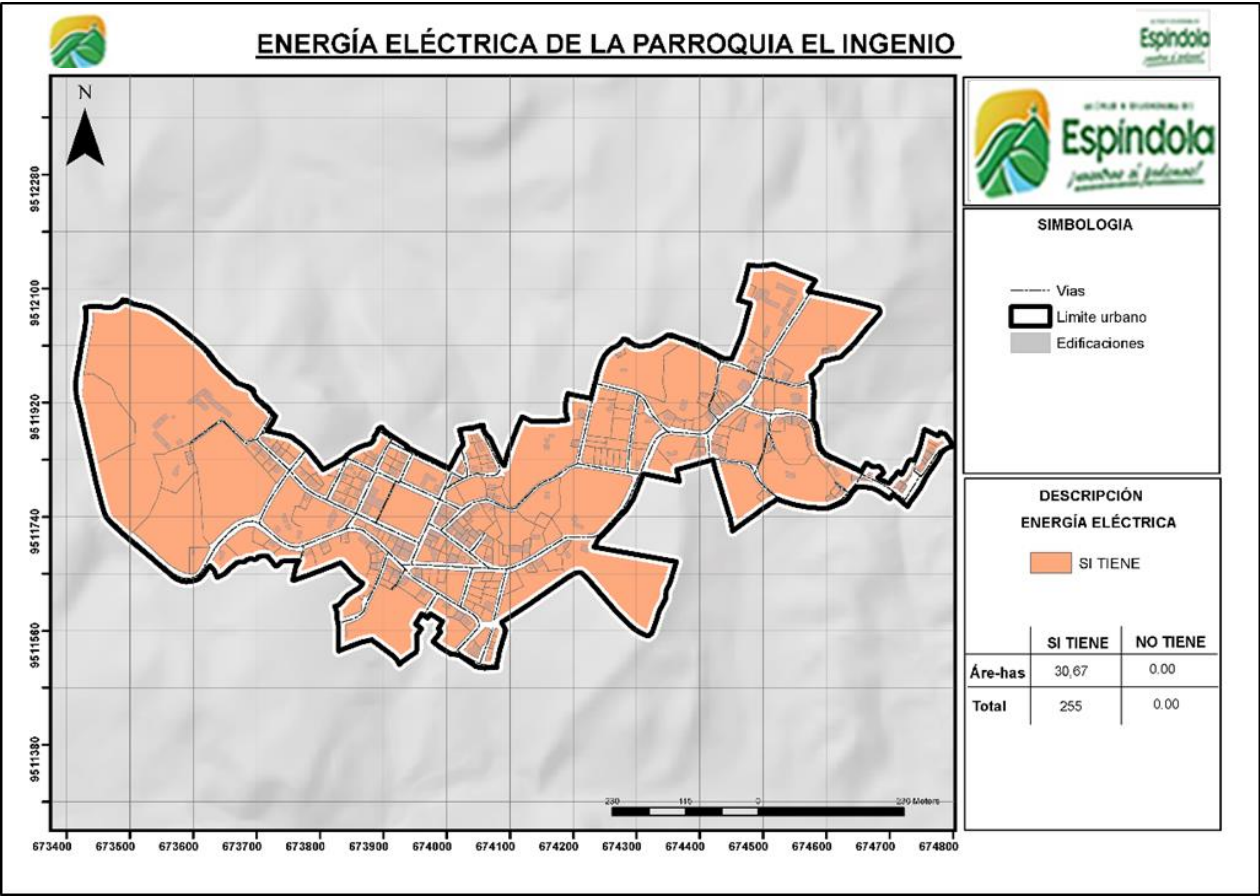 ENERGÍA ELÉCTRICA DE LA PARROQUIA EL INGENIO
Espíndola
N
Espíndola
¡nosotros sí podemos!
SIMBOLOGIA
Vias
Limite urbano
Edificaciones
DESCRIPCIÓN
ENERGÍA ELÉCTRICA
SI TIENE
SI TIENE NO TIENE
Áre-has 30,67 0.00
Total 255 0.00
9512280
9512100
9511920
9511740
9511560
9511380
230 115 0 230 Meters
673400 673500 673600 673700 673800 673900 674000 674100 674200 674300 674400 674500 674600 674700 674800